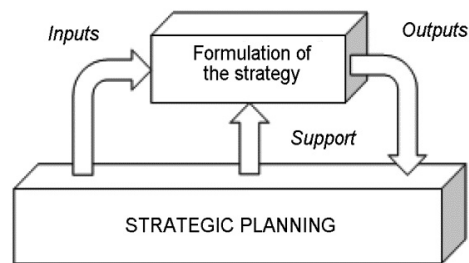 Inputs
Outputs
Formulation of
the strategy
Support
STRATEGIC PLANNING